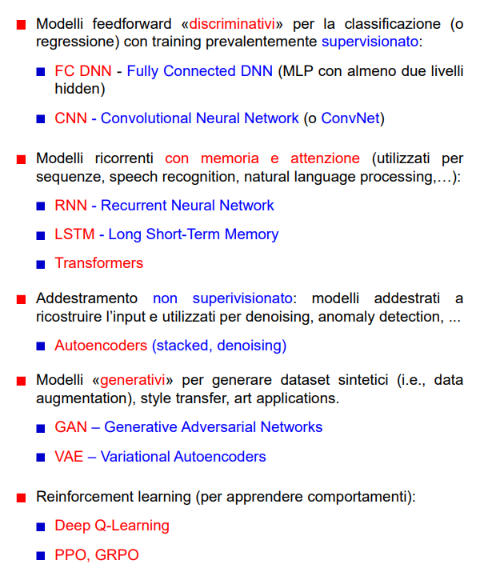 Modelli feedforward «discriminativi» per la classificazione (o
regressione) con training prevalentemente supervisionato:
FC DNN - Fully Connected DNN (MLP con almeno due livelli
hidden)
CNN - Convolutional Neural Network (o ConvNet)
Modelli ricorrenti con memoria e attenzione (utilizzati per
sequenze, speech recognition, natural language processing,…):
RNN - Recurrent Neural Network
LSTM - Long Short-Term Memory
Transformers
Addestramento non superivisionato: modelli addestrati a
ricostruire l'input e utilizzati per denoising, anomaly detection, ...
Autoencoders (stacked, denoising)
Modelli «generativi» per generare dataset sintetici (i.e., data
augmentation), style transfer, art applications.
GAN – Generative Adversarial Networks
VAE – Variational Autoencoders
Reinforcement learning (per apprendere comportamenti):
Deep Q-Learning
PPO, GRPO